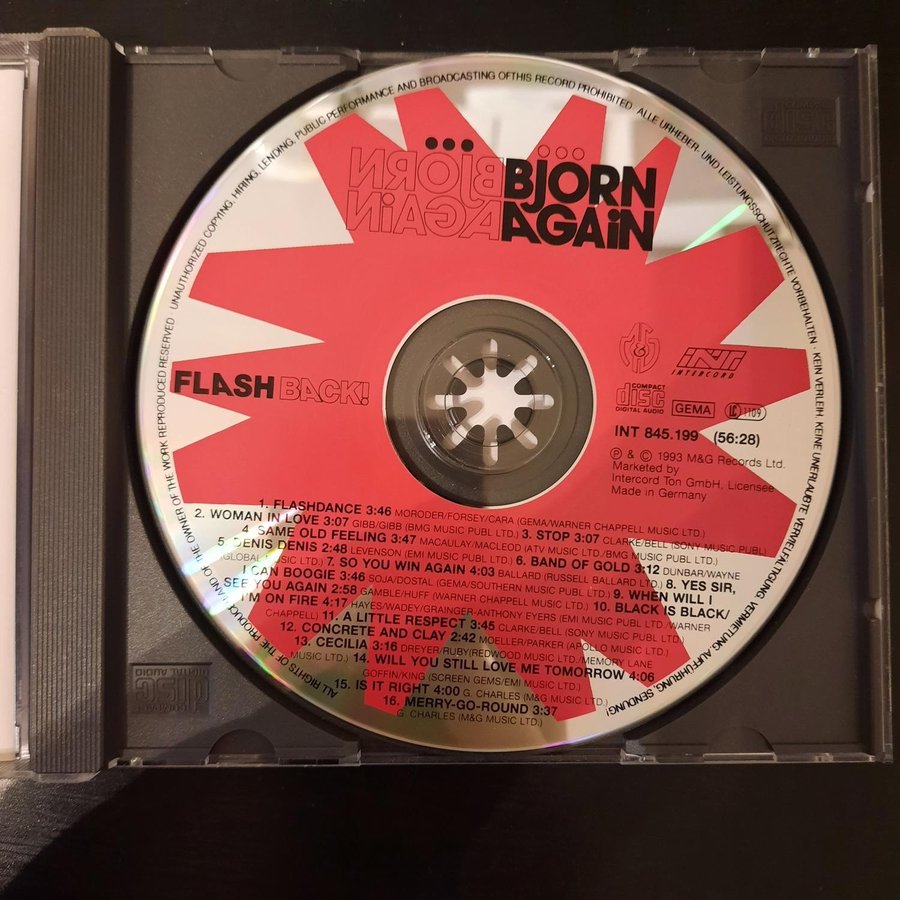 UNAUTHORIZED COPYING, HIRING, LENDING, PUBLIC PERFORMANCE AND BROADCASTING OFTHIS RECORD PROHIBITED. ALLE URHEBER- UND LEISTUNGSSCHUTZRECHTE VORBEHALTEN · KEIN VERLEIH, KEINE UNERLAUBTE VERVIELFÄLTIGUNG, VERMIETUNG, AUFFÜHRUNG, SENDUNG!
ALL RIGHTS OF THE PRODUCER AND OF THE OWNER OF THE WORK REPRODUCED RESERVED
BJÖRN
BJÖRN
AGAiN
AGAiN
FLASHBACK!
M&G
INT
INTERCORD
COMPACT
disc
DIGITAL AUDIO
GEMA
LC 1109
INT 845.199 (56:28)
℗ & © 1993 M&G Records Ltd.
Marketed by
Intercord Ton GmbH, Licensee
Made in Germany
1. FLASHDANCE 3:46 MORODER/FORSEY/CARA (GEMA/WARNER CHAPPELL MUSIC LTD.)
2. WOMAN IN LOVE 3:07 GIBB/GIBB (BMG MUSIC PUBL LTD.) 3. STOP 3:07 CLARKE/BELL (SONY MUSIC PUBL)
4. SAME OLD FEELING 3:47 MACAULAY/MACLEOD (ATV MUSIC LTD/BMG MUSIC PUBL LTD.)
5. DENIS DENIS 2:48 LEVENSON (EMI MUSIC PUBL LTD.) 6. BAND OF GOLD 3:12 DUNBAR/WAYNE
(GLOBAL MUSIC LTD.) 7. SO YOU WIN AGAIN 4:03 BALLARD (RUSSELL BALLARD LTD.) 8. YES SIR,
I CAN BOOGIE 3:46 SOJA/DOSTAL (GEMA/SOUTHERN MUSIC PUBL LTD.) 9. WHEN WILL I
SEE YOU AGAIN 2:58 GAMBLE/HUFF (WARNER CHAPPELL MUSIC LTD.) 10. BLACK IS BLACK/
I'M ON FIRE 4:17 HAYES/WADEY/GRAINGER-ANTHONY EYERS (EMI MUSIC PUBL LTD./WARNER
CHAPPELL) 11. A LITTLE RESPECT 3:45 CLARKE/BELL (SONY MUSIC PUBL LTD.)
12. CONCRETE AND CLAY 2:42 MOELLER/PARKER (APOLLO MUSIC LTD.)
13. CECILIA 3:16 DREYER RUBY(REDWOOD MUSIC LTD./MEMORY LANE
MUSIC LTD.) 14. WILL YOU STILL LOVE ME TOMORROW 4:06
GOFFIN/KING (SCREEN GEMS/EMI MUSIC LTD.)
15. IS IT RIGHT 4:00 G. CHARLES (M&G MUSIC LTD.)
16. MERRY-GO-ROUND 3:37
G. CHARLES (M&G MUSIC LTD.)
COMPACT
disc
DIGITAL AUDIO